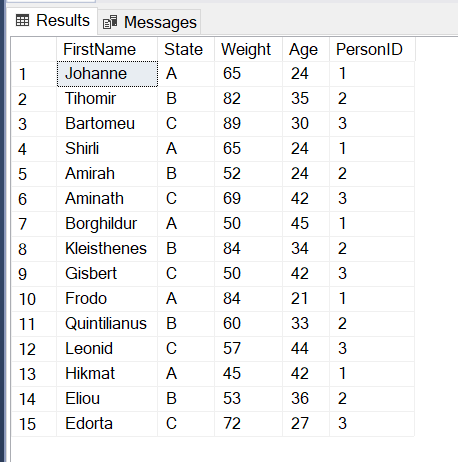 Results Messages
FirstName State Weight Age PersonID
1 Johanne A 65 24 1
2 Tihomir B 82 35 2
3 Bartomeu C 89 30 3
4 Shirli A 65 24 1
5 Amirah B 52 24 2
6 Aminath C 69 42 3
7 Borghildur A 50 45 1
8 Kleisthenes B 84 34 2
9 Gisbert C 50 42 3
10 Frodo A 84 21 1
11 Quintilianus B 60 33 2
12 Leonid C 57 44 3
13 Hikmat A 45 42 1
14 Eliou B 53 36 2
15 Edorta C 72 27 3